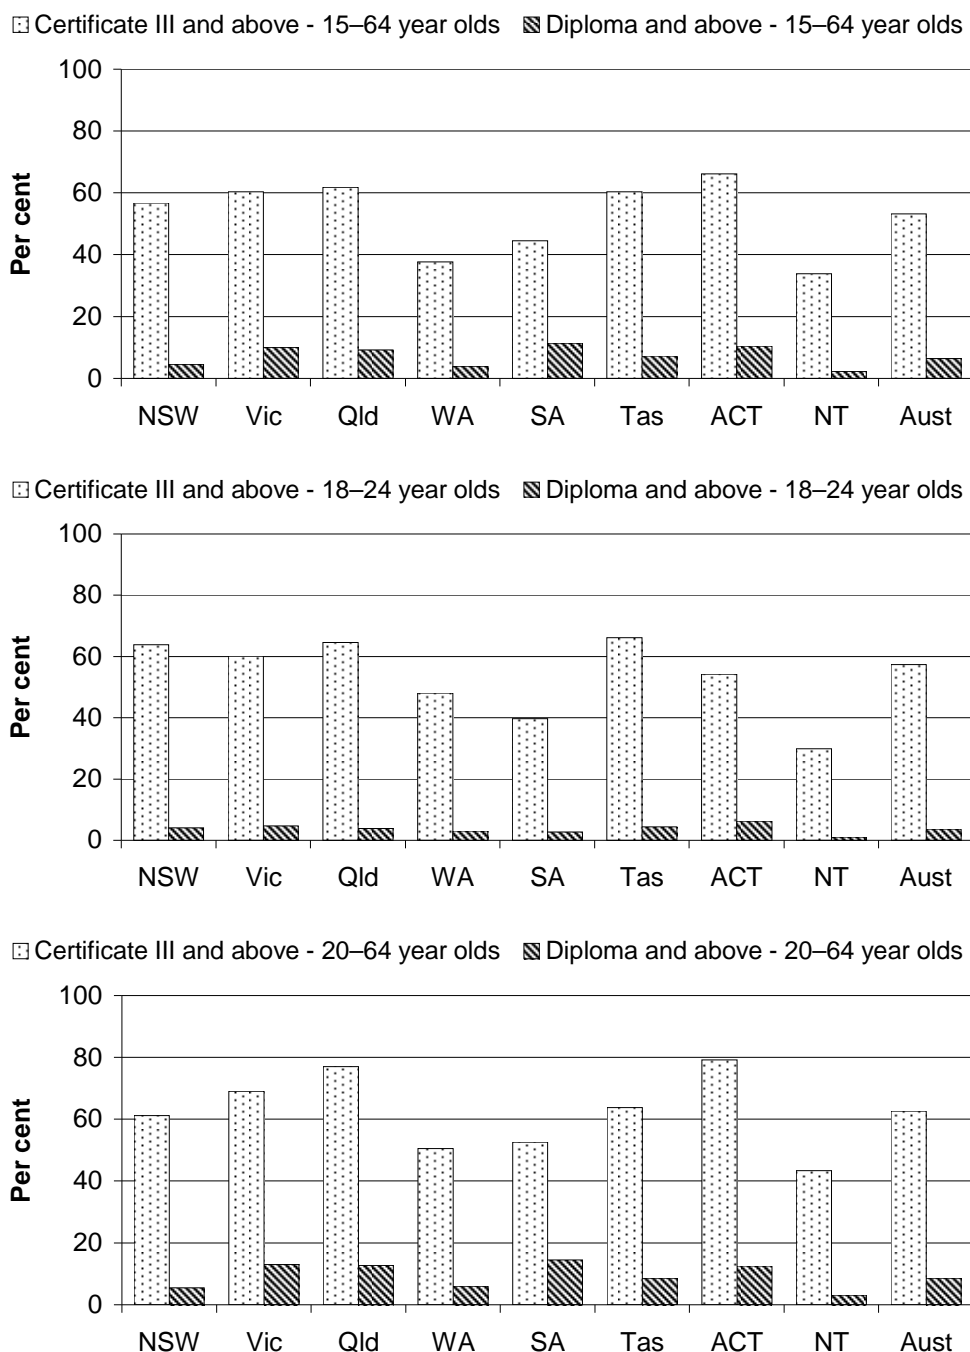 Certificate III and above - 15–64 year olds Diploma and above - 15–64 year olds
100
80
60
40
20
0
Per cent
NSW Vic Qld WA SA Tas ACT NT Aust
Certificate III and above - 18–24 year olds Diploma and above - 18–24 year olds
100
80
60
40
20
0
Per cent
NSW Vic Qld WA SA Tas ACT NT Aust
Certificate III and above - 20–64 year olds Diploma and above - 20–64 year olds
100
80
60
40
20
0
Per cent
NSW Vic Qld WA SA Tas ACT NT Aust